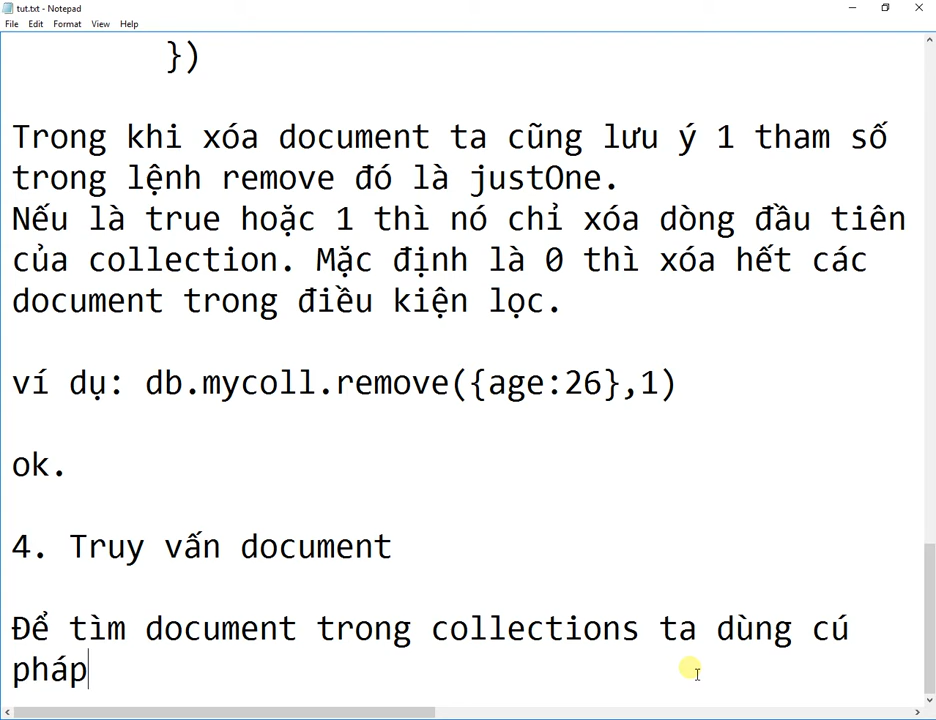 tut.txt - Notepad
File Edit Format View Help
})
Trong khi xóa document ta cũng lưu ý 1 tham số
trong lệnh remove đó là justOne.
Nếu là true hoặc 1 thì nó chỉ xóa dòng đầu tiên
của collection. Mặc định là 0 thì xóa hết các
document trong điều kiện lọc.
ví dụ: db.mycoll.remove({age:26},1)
ok.
4. Truy vấn document
Để tìm document trong collections ta dùng cú
pháp